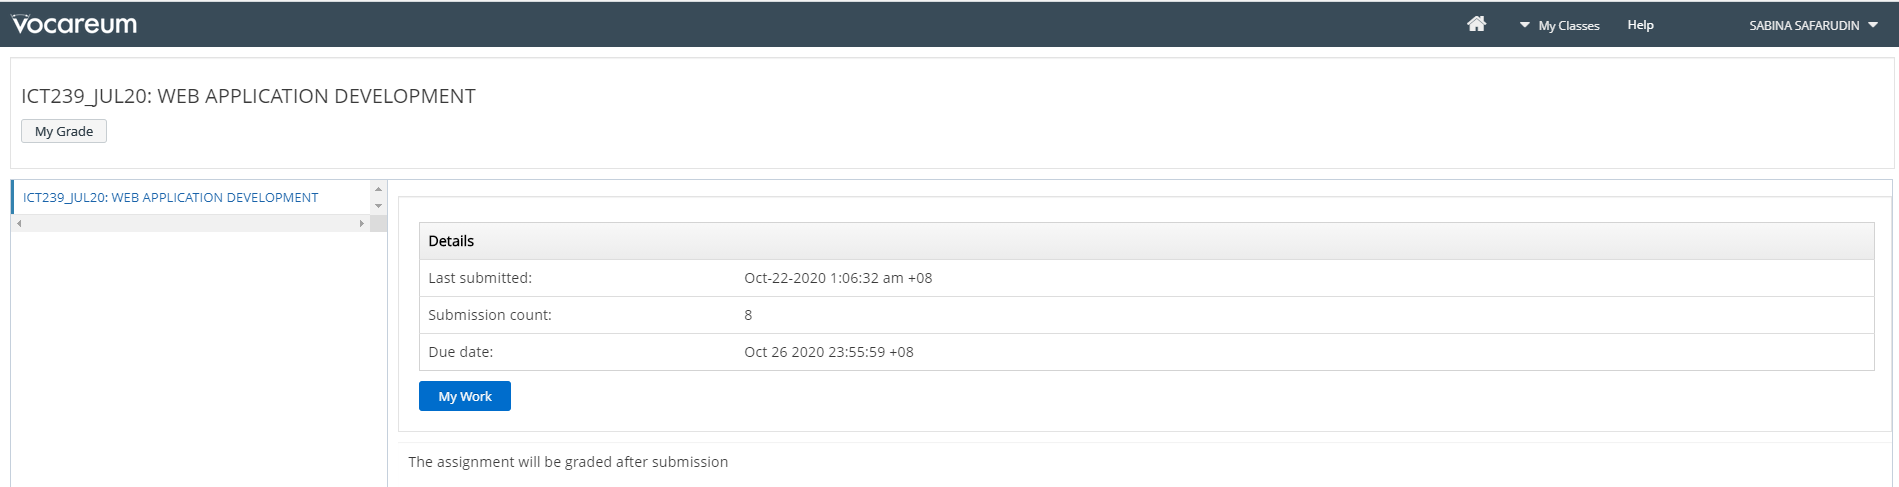 vocareum
My Classes
Help
SABINA SAFARUDIN
ICT239_JUL20: WEB APPLICATION DEVELOPMENT
My Grade
ICT239_JUL20: WEB APPLICATION DEVELOPMENT
Details
Last submitted: Oct-22-2020 1:06:32 am +08
Submission count: 8
Due date: Oct 26 2020 23:55:59 +08
My Work
The assignment will be graded after submission